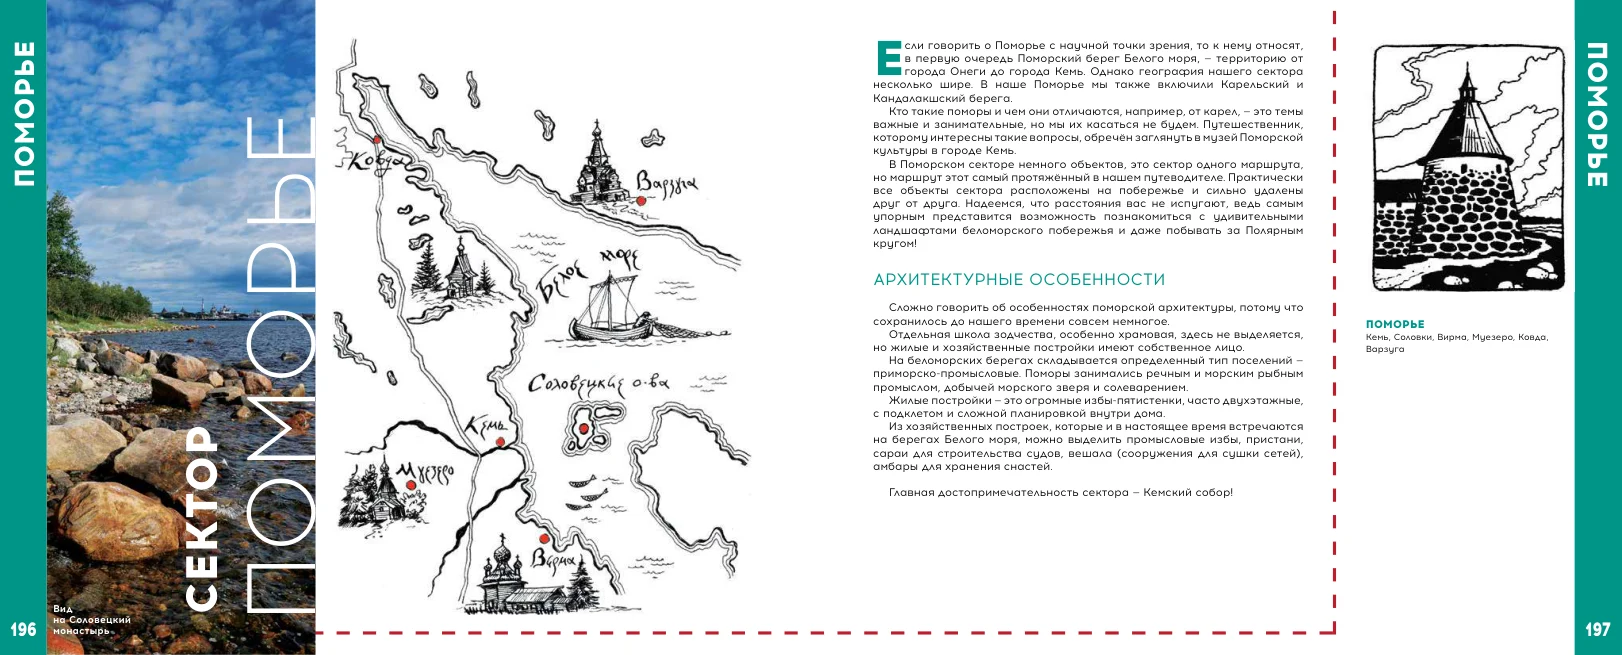 ПОМОРЬЕ
СЕКТОР
ПОМОРЬЕ
Вид
на Соловецкий
монастырь
196
Ковда
Варзуга
Белое море
Соловецкие о-ва
Кемь
Муезеро
Вирма
Если говорить о Поморье с научной точки зрения, то к нему относят,
в первую очередь Поморский берег Белого моря, – территорию от
города Онеги до города Кемь. Однако география нашего сектора
несколько шире. В наше Поморье мы также включили Карельский и
Кандалакшский берега.
Кто такие поморы и чем они отличаются, например, от карел, – это темы
важные и занимательные, но мы их касаться не будем. Путешественник,
которому интересны такие вопросы, обречён заглянуть в музей Поморской
культуры в городе Кемь.
В Поморском секторе немного объектов, это сектор одного маршрута,
но маршрут этот самый протяжённый в нашем путеводителе. Практически
все объекты сектора расположены на побережье и сильно удалены
друг от друга. Надеемся, что расстояния вас не испугают, ведь самым
упорным представится возможность познакомиться с удивительными
ландшафтами беломорского побережья и даже побывать за Полярным
кругом!
АРХИТЕКТУРНЫЕ ОСОБЕННОСТИ
Сложно говорить об особенностях поморской архитектуры, потому что
сохранилось до нашего времени совсем немногое.
Отдельная школа зодчества, особенно храмовая, здесь не выделяется,
но жилые и хозяйственные постройки имеют собственное лицо.
На беломорских берегах складывается определенный тип поселений –
приморско-промысловые. Поморы занимались речным и морским рыбным
промыслом, добычей морского зверя и солеварением.
Жилые постройки – это огромные избы-пятистенки, часто двухэтажные,
с подклетом и сложной планировкой внутри дома.
Из хозяйственных построек, которые и в настоящее время встречаются
на берегах Белого моря, можно выделить промысловые избы, пристани,
сараи для строительства судов, вешала (сооружения для сушки сетей),
амбары для хранения снастей.
Главная достопримечательность сектора – Кемский собор!
ПОМОРЬЕ
Кемь, Соловки, Вирма, Муезеро, Ковда,
Варзуга
ПОМОРЬЕ
197